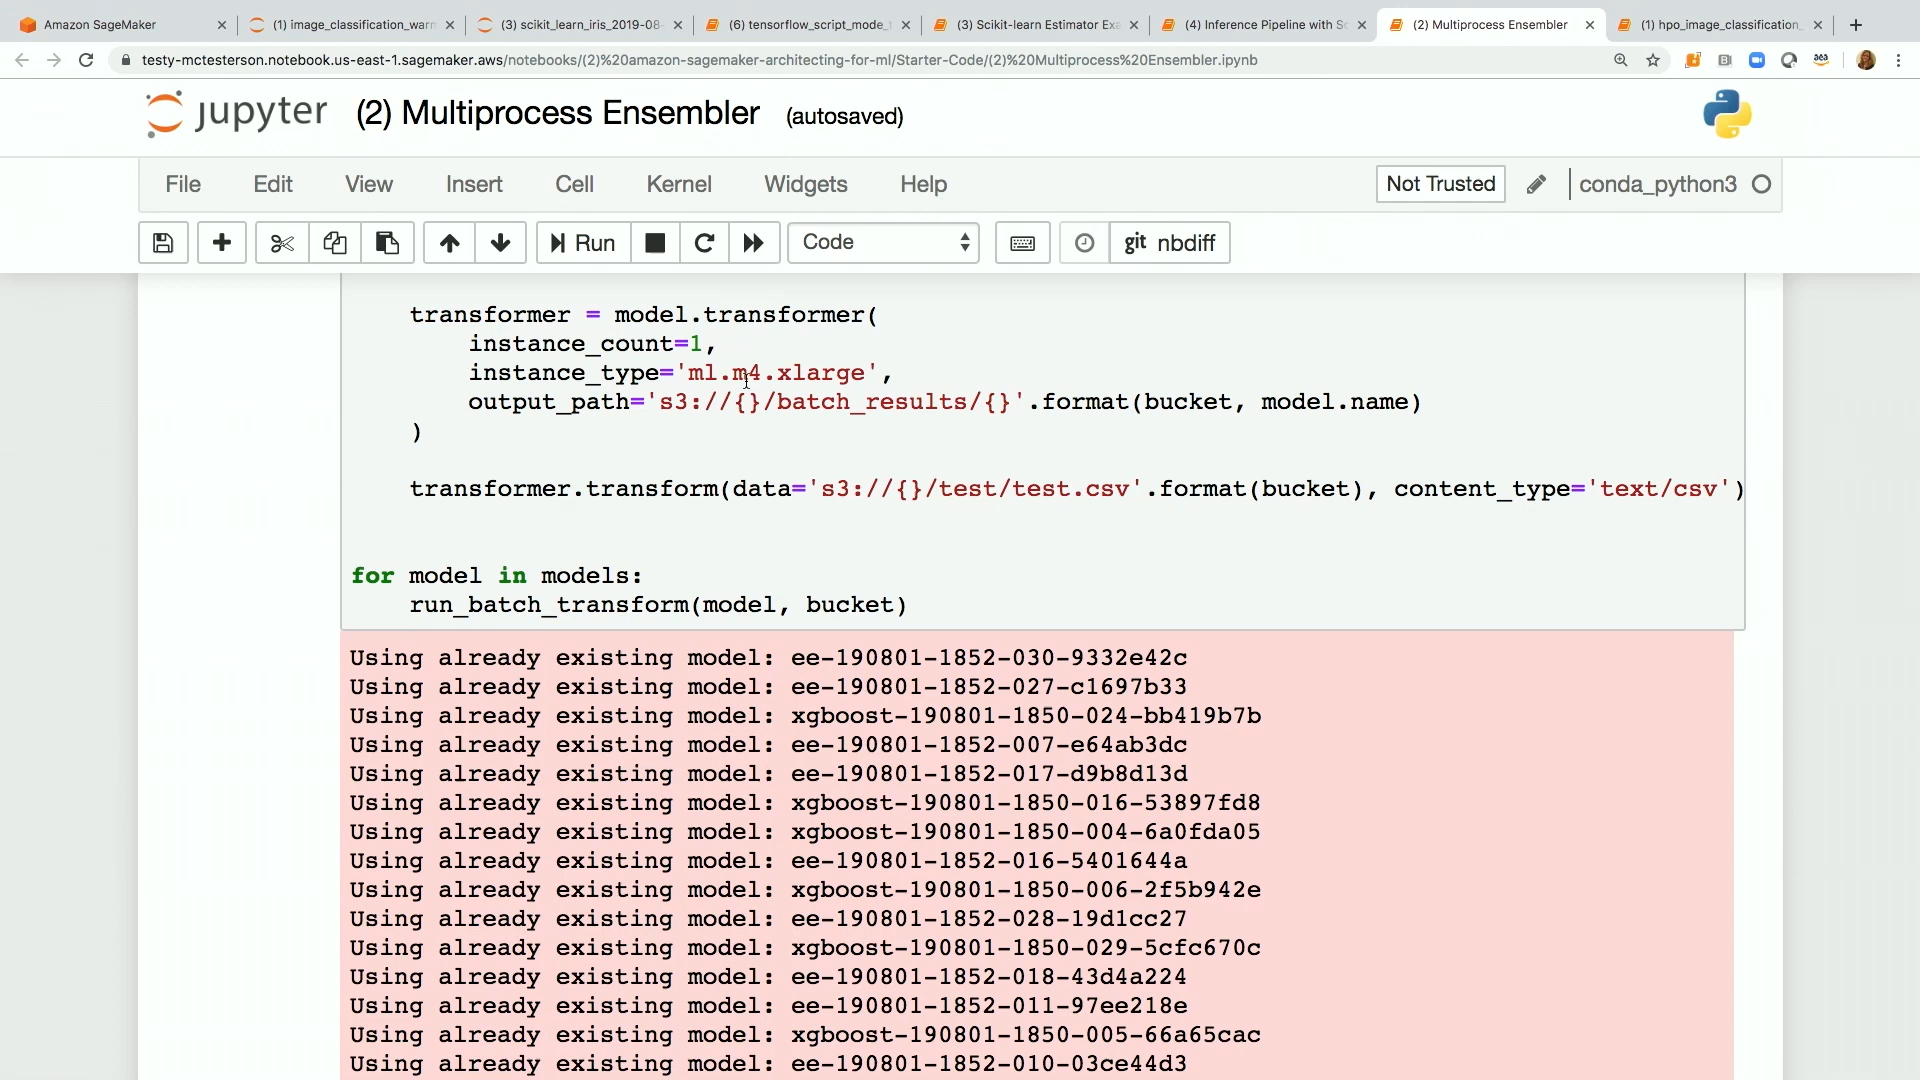 Amazon SageMaker
(1) image_classification_warm
(3) scikit_learn_iris_2019-08-
(6) tensorflow_script_mode_t
(3) Scikit-learn Estimator Exa
(4) Inference Pipeline with Sc
(2) Multiprocess Ensembler
(1) hpo_image_classification_
testy-mctesterson.notebook.us-east-1.sagemaker.aws/notebooks/(2)%20amazon-sagemaker-architecting-for-ml/Starter-Code/(2)%20Multiprocess%20Ensembler.ipynb
jupyter (2) Multiprocess Ensembler (autosaved)
File Edit View Insert Cell Kernel Widgets Help Not Trusted conda_python3
Run Code git nbdiff
transformer = model.transformer(
instance_count=1,
instance_type='ml.m4.xlarge',
output_path='s3://{}/batch_results/{}'.format(bucket, model.name)
)
transformer.transform(data='s3://{}/test/test.csv'.format(bucket), content_type='text/csv')
for model in models:
run_batch_transform(model, bucket)
Using already existing model: ee-190801-1852-030-9332e42c
Using already existing model: ee-190801-1852-027-c1697b33
Using already existing model: xgboost-190801-1850-024-bb419b7b
Using already existing model: ee-190801-1852-007-e64ab3dc
Using already existing model: ee-190801-1852-017-d9b8d13d
Using already existing model: xgboost-190801-1850-016-53897fd8
Using already existing model: xgboost-190801-1850-004-6a0fda05
Using already existing model: ee-190801-1852-016-5401644a
Using already existing model: xgboost-190801-1850-006-2f5b942e
Using already existing model: ee-190801-1852-028-19d1cc27
Using already existing model: xgboost-190801-1850-029-5cfc670c
Using already existing model: ee-190801-1852-018-43d4a224
Using already existing model: ee-190801-1852-011-97ee218e
Using already existing model: xgboost-190801-1850-005-66a65cac
Using already existing model: ee-190801-1852-010-03ce44d3